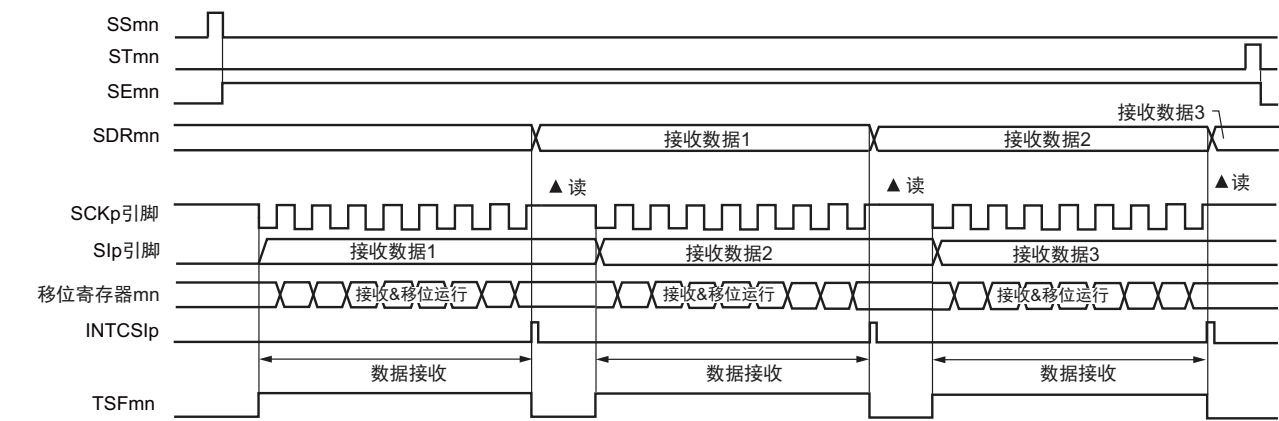 SSmn
STmn
SEmn
接收数据3
SDRmn 接收数据1 接收数据2
▲读 ▲读 ▲读
SCKp引脚
SIp引脚 接收数据1 接收数据2 接收数据3
移位寄存器mn 接收&移位运行 接收&移位运行 接收&移位运行
INTCSIp
数据接收 数据接收 数据接收
TSFmn